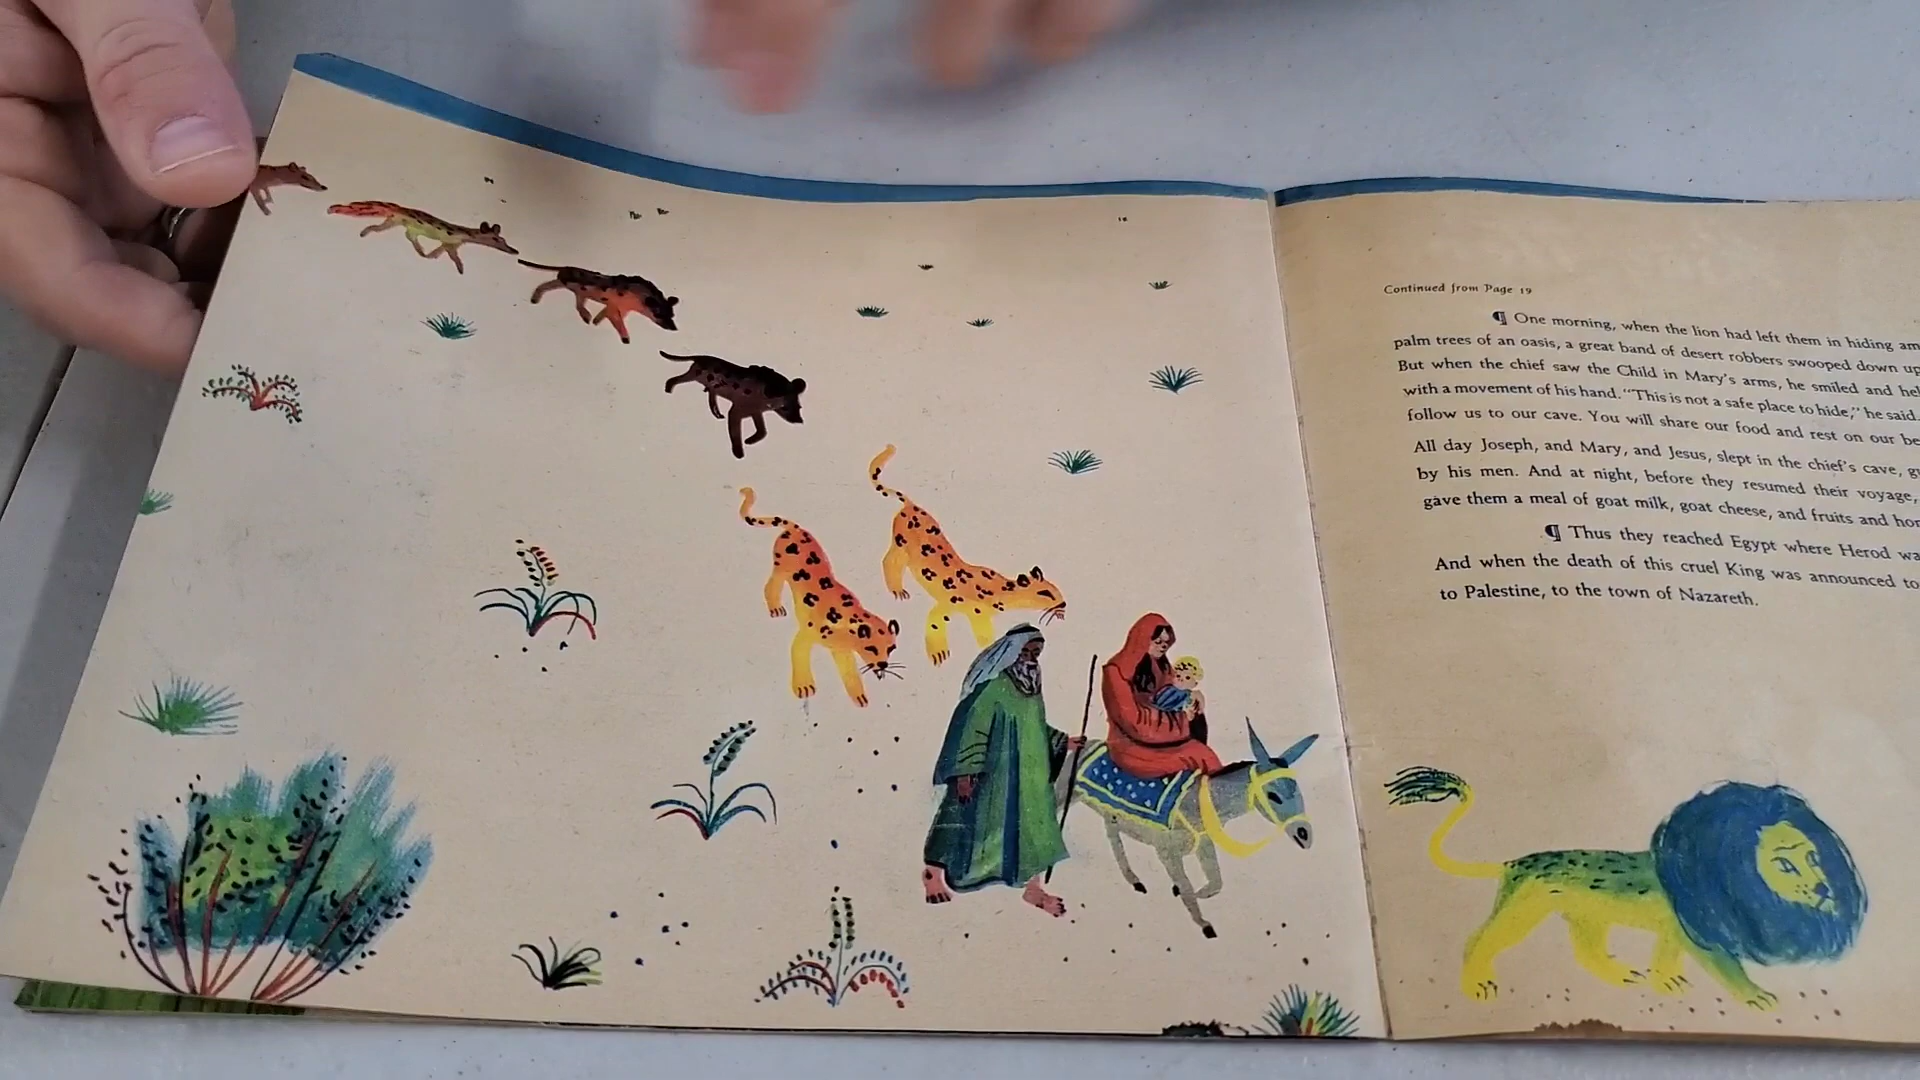 Continued from Page 19
¶ One morning, when the lion had left them in hiding am
palm trees of an oasis, a great band of desert robbers swooped down up
But when the chief saw the Child in Mary's arms, he smiled and hel
with a movement of his hand. "This is not a safe place to hide," he said.
follow us to our cave. You will share our food and rest on our be
All day Joseph, and Mary, and Jesus, slept in the chief's cave, g
by his men. And at night, before they resumed their voyage,
gave them a meal of goat milk, goat cheese, and fruits and hon
¶ Thus they reached Egypt where Herod wa
And when the death of this cruel King was announced to
to Palestine, to the town of Nazareth.